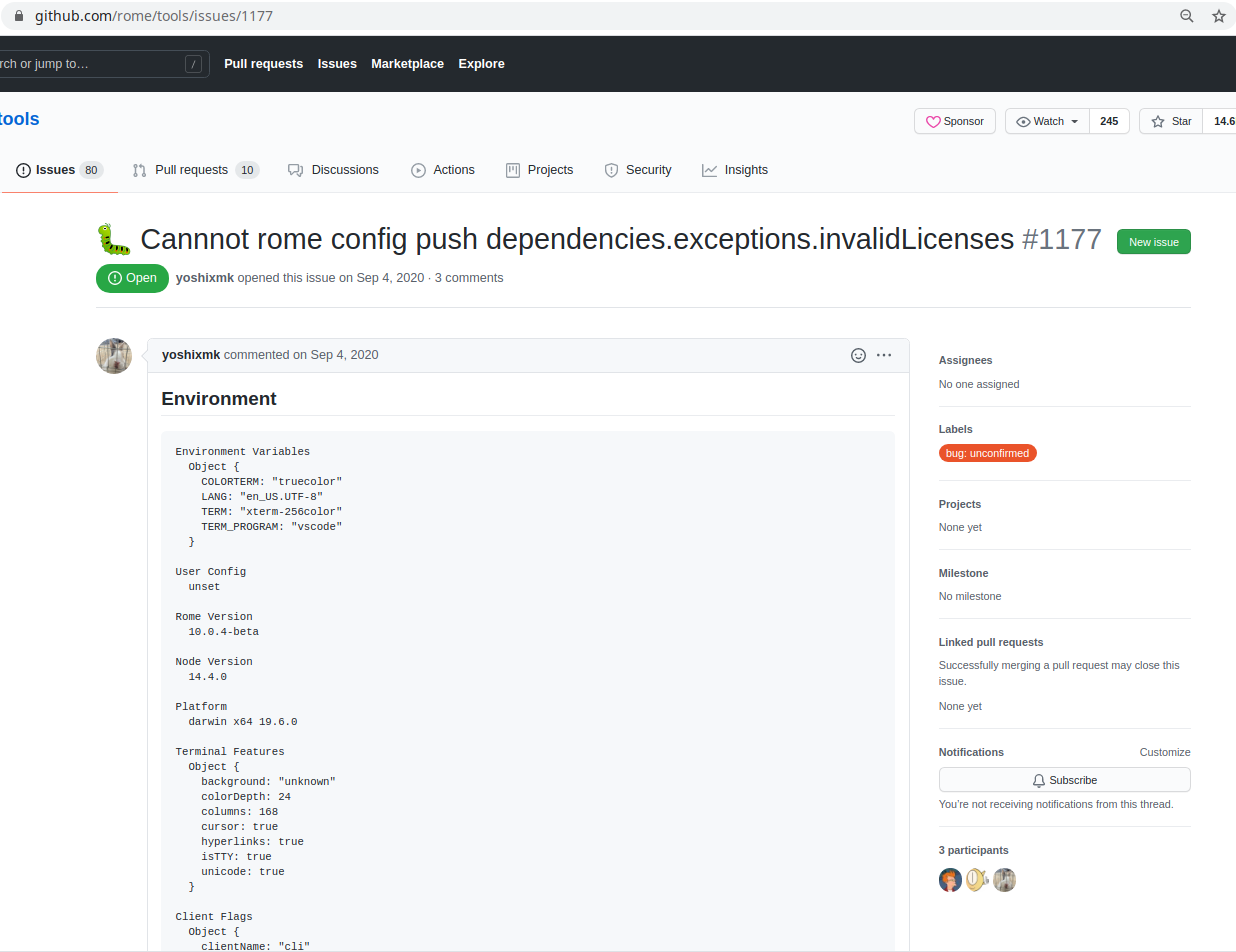 github.com/rome/tools/issues/1177
rch or jump to…
/
Pull requests Issues Marketplace Explore
tools
Sponsor Watch 245 Star 14.6
Issues 80 Pull requests 10 Discussions Actions Projects Security Insights
Cannnot rome config push dependencies.exceptions.invalidLicenses #1177
New issue
Open yoshixmk opened this issue on Sep 4, 2020 · 3 comments
yoshixmk commented on Sep 4, 2020
Environment
Environment Variables
Object {
COLORTERM: "truecolor"
LANG: "en_US.UTF-8"
TERM: "xterm-256color"
TERM_PROGRAM: "vscode"
}
User Config
unset
Rome Version
10.0.4-beta
Node Version
14.4.0
Platform
darwin x64 19.6.0
Terminal Features
Object {
background: "unknown"
colorDepth: 24
columns: 168
cursor: true
hyperlinks: true
isTTY: true
unicode: true
}
Client Flags
Object {
clientName: "cli"
Assignees
No one assigned
Labels
bug: unconfirmed
Projects
None yet
Milestone
No milestone
Linked pull requests
Successfully merging a pull request may close this
issue.
None yet
Notifications Customize
Subscribe
You're not receiving notifications from this thread.
3 participants